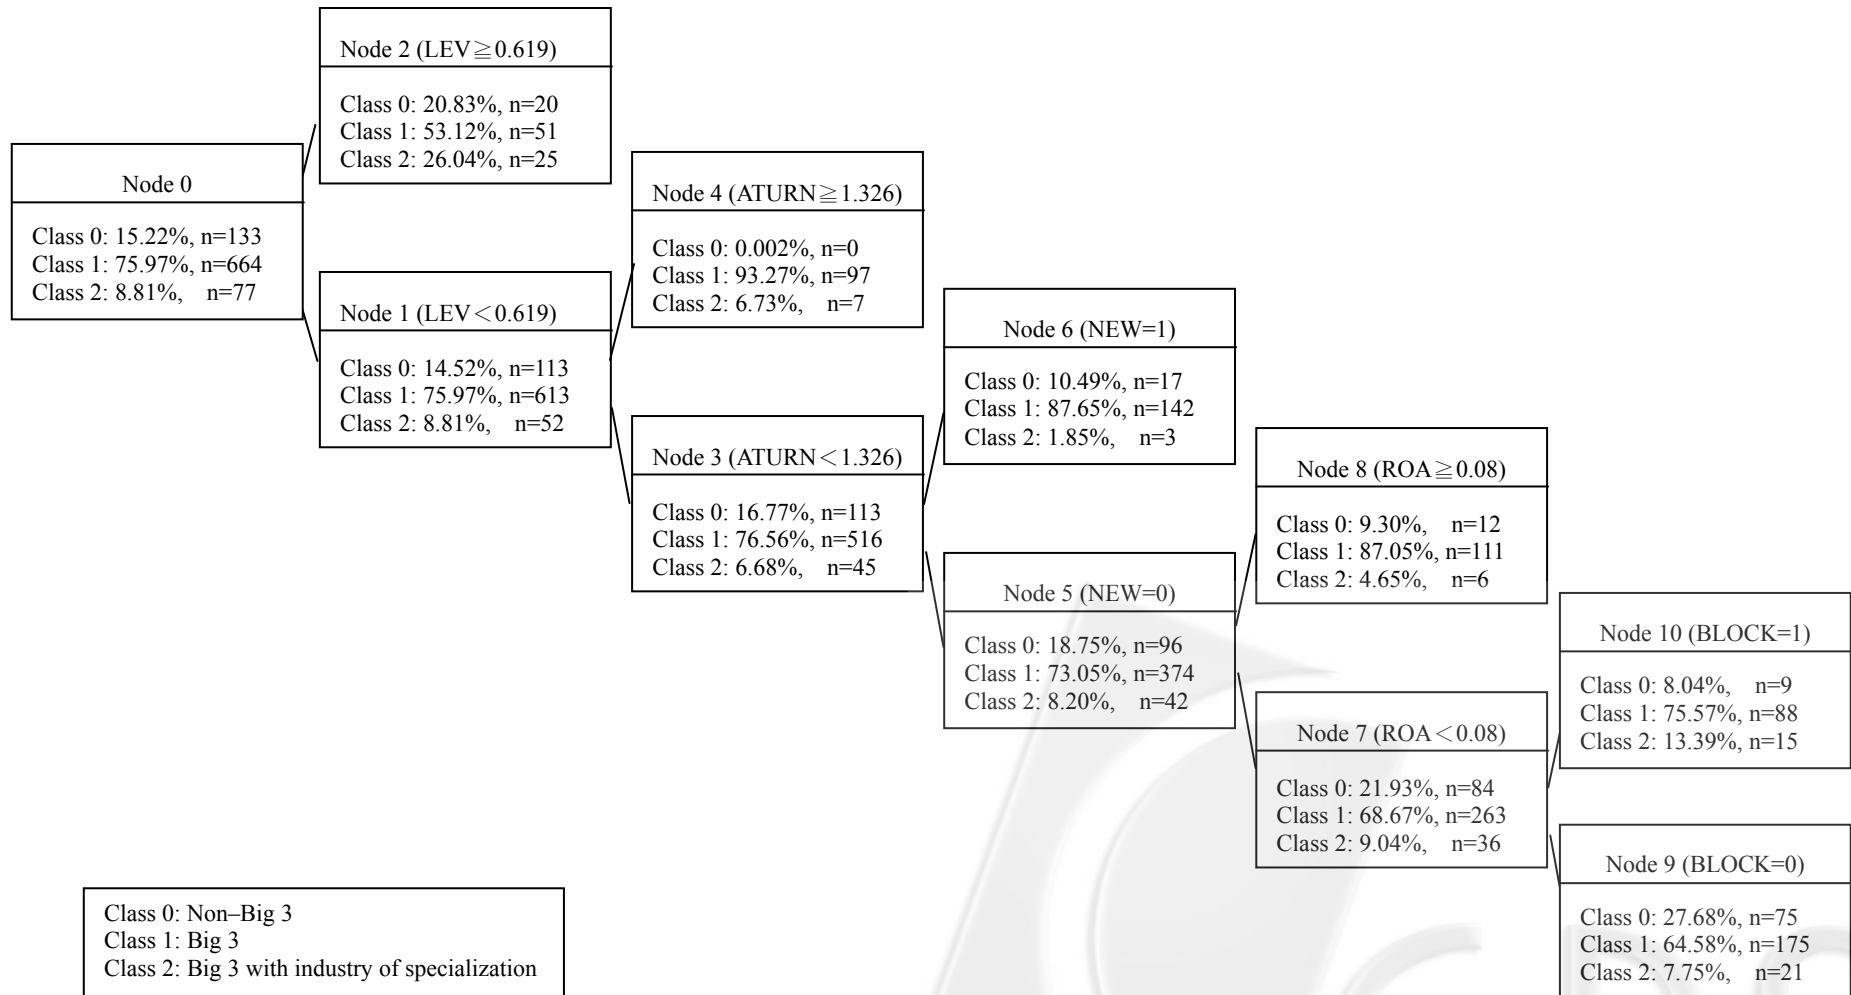 Node 0
Class 0: 15.22%, n=133
Class 1: 75.97%, n=664
Class 2: 8.81%, n=77
Node 2 (LEV≧0.619)
Class 0: 20.83%, n=20
Class 1: 53.12%, n=51
Class 2: 26.04%, n=25
Node 1 (LEV<0.619)
Class 0: 14.52%, n=113
Class 1: 75.97%, n=613
Class 2: 8.81%, n=52
Node 4 (ATURN≧1.326)
Class 0: 0.002%, n=0
Class 1: 93.27%, n=97
Class 2: 6.73%, n=7
Node 3 (ATURN<1.326)
Class 0: 16.77%, n=113
Class 1: 76.56%, n=516
Class 2: 6.68%, n=45
Node 6 (NEW=1)
Class 0: 10.49%, n=17
Class 1: 87.65%, n=142
Class 2: 1.85%, n=3
Node 5 (NEW=0)
Class 0: 18.75%, n=96
Class 1: 73.05%, n=374
Class 2: 8.20%, n=42
Node 8 (ROA≧0.08)
Class 0: 9.30%, n=12
Class 1: 87.05%, n=111
Class 2: 4.65%, n=6
Node 7 (ROA<0.08)
Class 0: 21.93%, n=84
Class 1: 68.67%, n=263
Class 2: 9.04%, n=36
Node 10 (BLOCK=1)
Class 0: 8.04%, n=9
Class 1: 75.57%, n=88
Class 2: 13.39%, n=15
Node 9 (BLOCK=0)
Class 0: 27.68%, n=75
Class 1: 64.58%, n=175
Class 2: 7.75%, n=21
Class 0: Non–Big 3
Class 1: Big 3
Class 2: Big 3 with industry of specialization